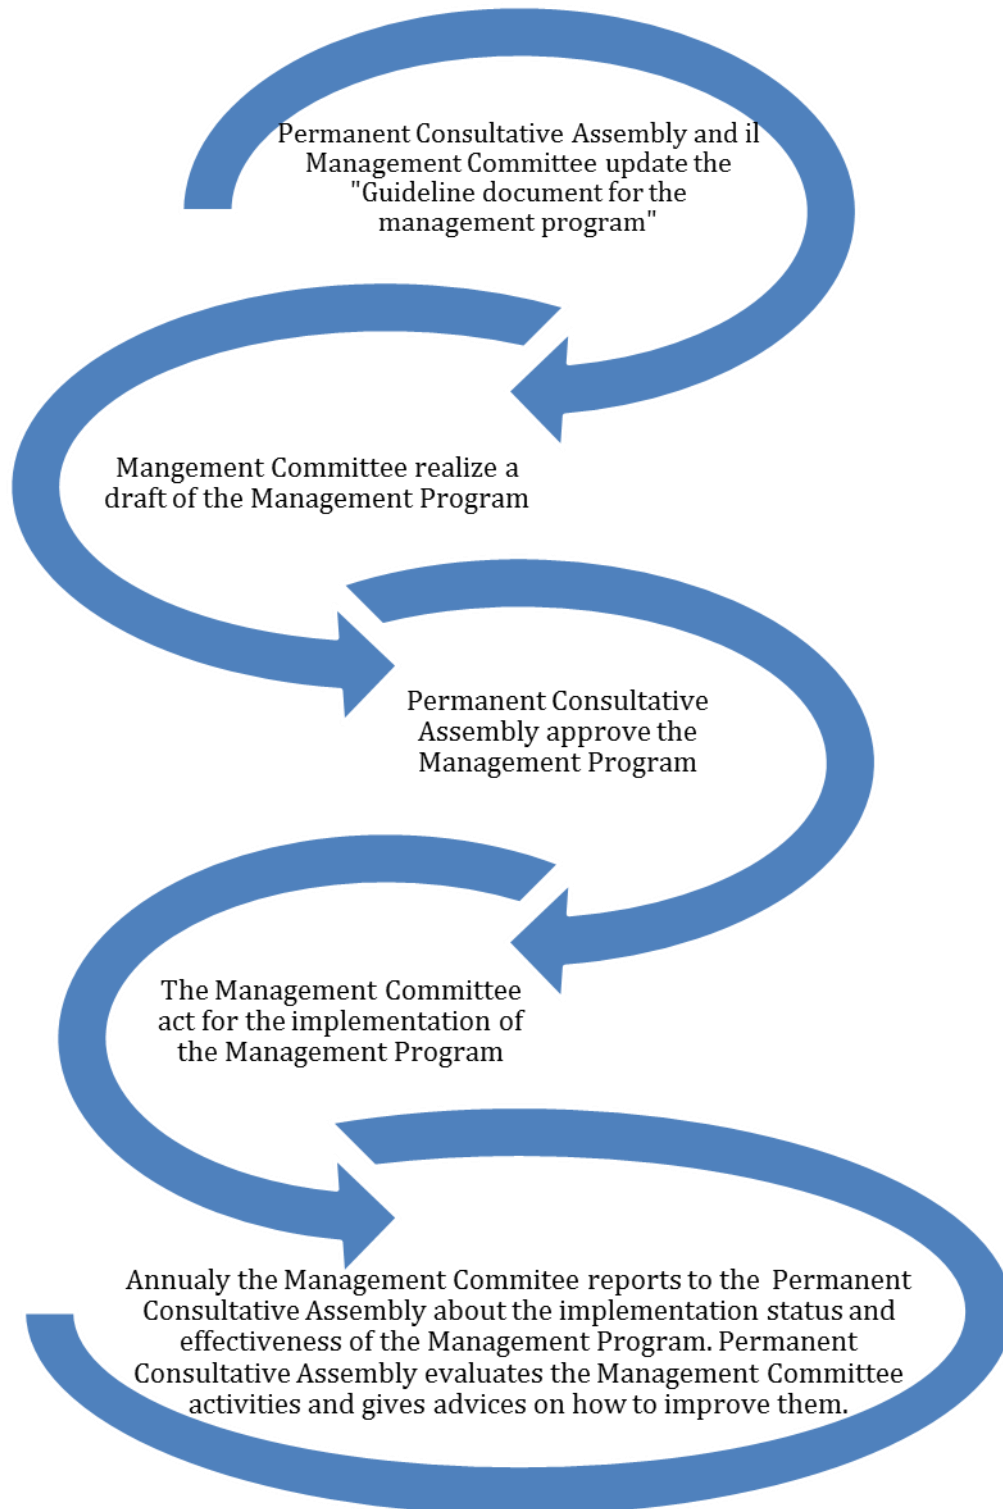 Permanent Consultative Assembly and il
Management Committee update the
"Guideline document for the
management program"
Mangement Committee realize a
draft of the Management Program
Permanent Consultative
Assembly approve the
Management Program
The Management Committee
act for the implementation of
the Management Program
Annualy the Management Commitee reports to the Permanent
Consultative Assembly about the implementation status and
effectiveness of the Management Program. Permanent
Consultative Assembly evaluates the Management Committee
activities and gives advices on how to improve them.